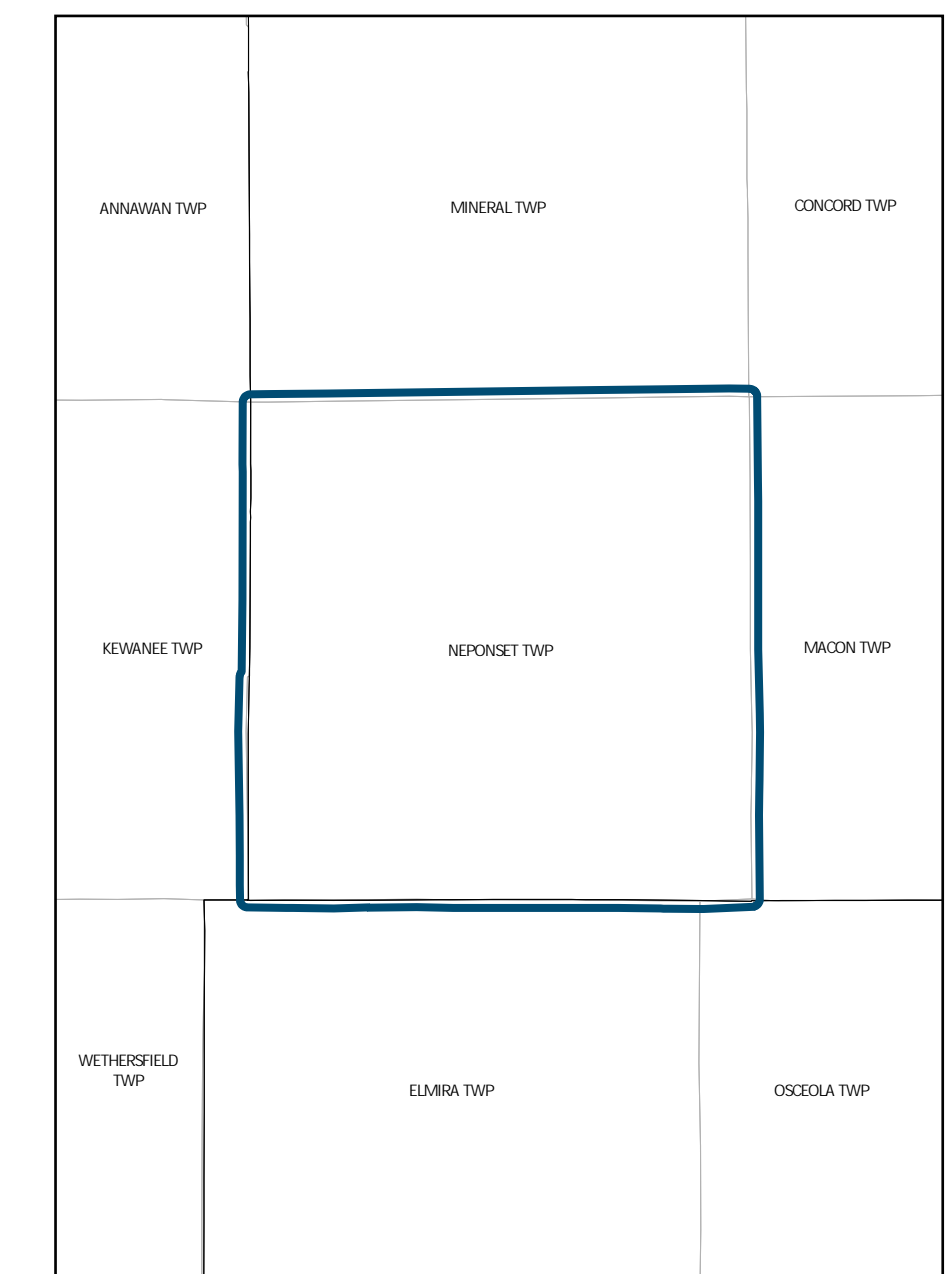 ANNAWAN TWP
MINERAL TWP
CONCORD TWP
KEWANEE TWP
NEPONSET TWP
MACON TWP
WETHERSFIELD
TWP
ELMIRA TWP
OSCEOLA TWP